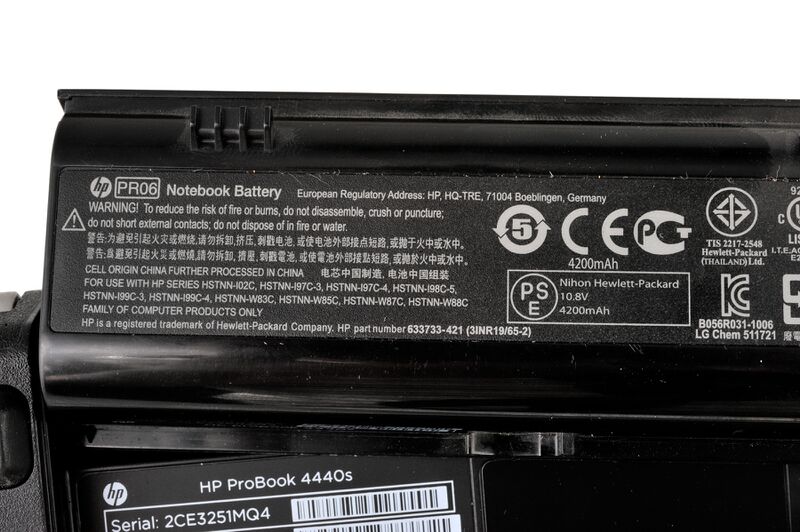 hp PR06 Notebook Battery European Regulatory Address: HP, HQ-TRE, 71004 Boeblingen, Germany
WARNING! To reduce the risk of fire or burns, do not disassemble, crush or puncture;
do not short external contacts; do not dispose of in fire or water.
警告:为避免引起火灾或燃烧,请勿拆卸,挤压,刺戳电池,或使电池外部接点短路,或抛于火中或水中。
警告:為避免引起火災或燃燒,請勿拆卸,擠壓,刺戳電池,或使電池外部接點短路,或拋于火中或水中。
CELL ORIGIN CHINA FURTHER PROCESSED IN CHINA 电芯中国制造, 电池中国组装
FOR USE WITH HP SERIES HSTNN-I02C, HSTNN-I97C-3, HSTNN-I97C-4, HSTNN-I98C-5,
HSTNN-I99C-3, HSTNN-I99C-4, HSTNN-W83C, HSTNN-W85C, HSTNN-W87C, HSTNN-W88C
FAMILY OF COMPUTER PRODUCTS ONLY
HP is a registered trademark of Hewlett-Packard Company. HP part number 633733-421 (3INR19/65-2)
5
CE
4200mAh
PS
E
Nihon Hewlett-Packard
10.8V
4200mAh
TIS 2217-2548
Hewlett-Packard
(THAILAND)Ltd.
B056R031-1006
LG Chem 511721
92
C
LIS
I.T.E.
E2
hp HP ProBook 4440s
Serial: 2CE3251MQ4